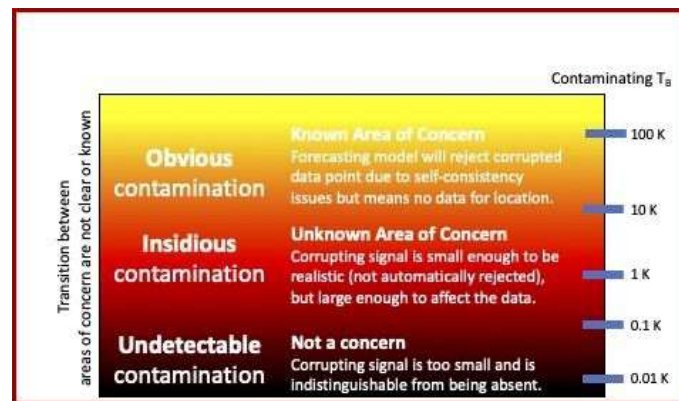 Contaminating TB
Transition between
areas of concern are not clear or known
Obvious
contamination
Known Area of Concern
Forecasting model will reject corrupted
data point due to self-consistency
issues but means no data for location.
Insidious
contamination
Unknown Area of Concern
Corrupting signal is small enough to be
realistic (not automatically rejected),
but large enough to affect the data.
Undetectable
contamination
Not a concern
Corrupting signal is too small and is
indistinguishable from being absent.
100 K
10 K
1 K
0.1 K
0.01 K